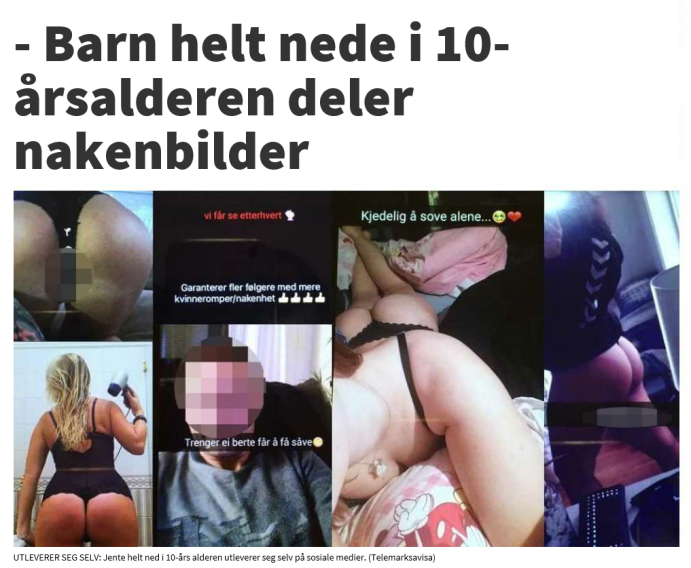 - Barn helt nede i 10-
årsalderen deler
nakenbilder
vi får se etterhvert
Kjedelig å sove alene...🥹❤️
Garanterer fler følgere med mere
kvinneromper/nakenhet 👍👍👍👍
Trenger ei berte får å få såve
UTLEVERER SEG SELV: Jente helt ned i 10-års alderen utleverer seg selv på sosiale medier. (Telemarksavisa)